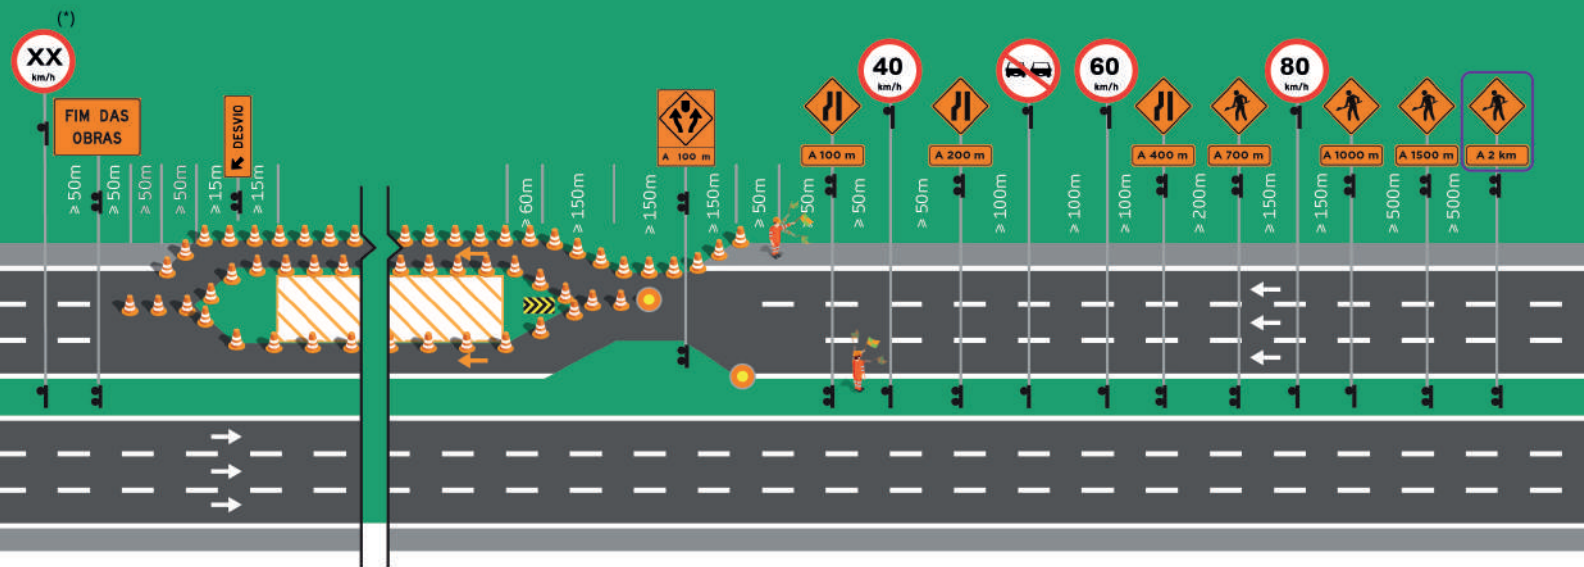 (*)
XX
km/h
FIM DAS
OBRAS
DESVIO
A 100 m
A 100 m
40
km/h
A 200 m
60
km/h
A 400 m
A 700 m
80
km/h
A 1000 m
A 1500 m
A 2 km
⩾ 50m
⩾ 50m
⩾ 50m
⩾ 50m
⩾ 15m
⩾ 15m
⩾ 60m
⩾ 150m
⩾ 150m
⩾ 150m
⩾ 50m
50m
⩾ 50m
⩾ 50m
⩾ 100m
⩾ 100m
⩾ 100m
⩾ 200m
⩾ 150m
⩾ 150m
⩾ 500m
⩾ 500m